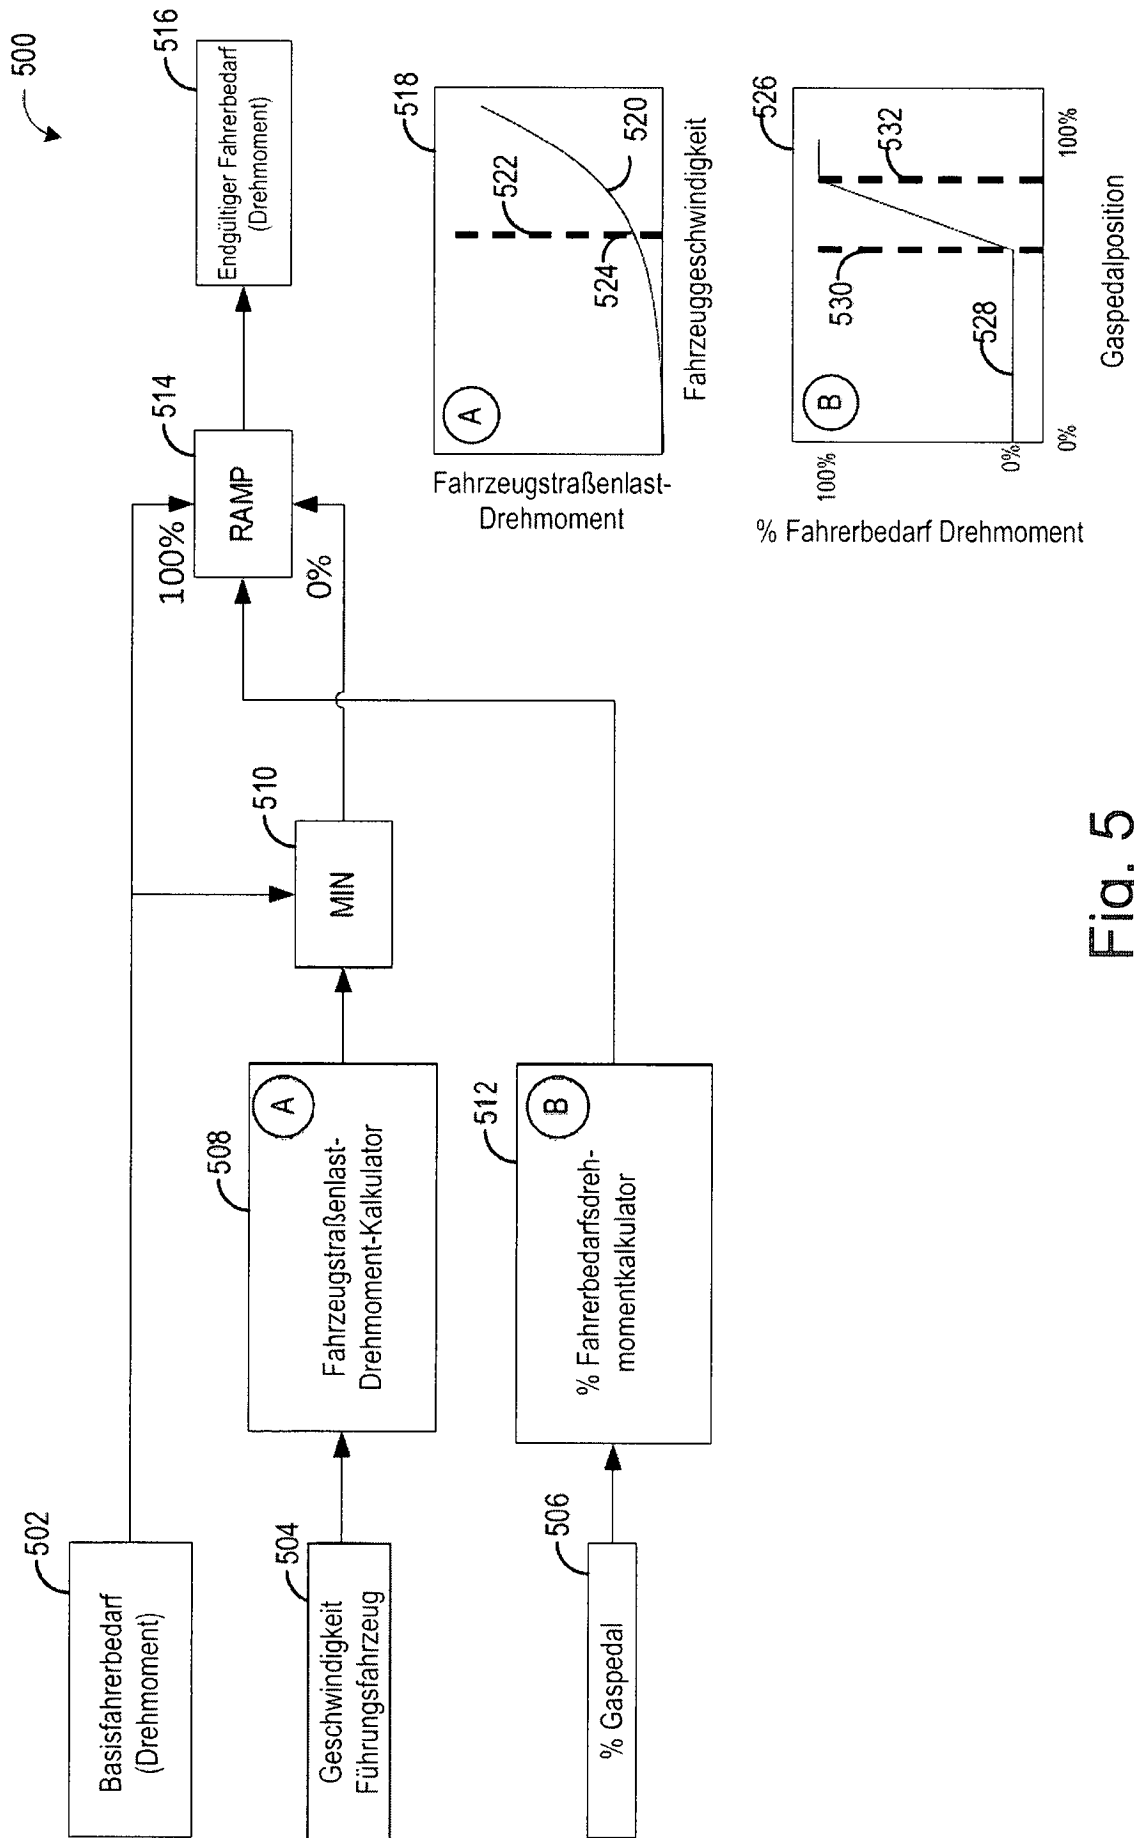 500
502
Basisfahrerbedarf
(Drehmoment)
504
Geschwindigkeit
Führungsfahrzeug
506
% Gaspedal
508
A
Fahrzeugstraßenlast-
Drehmoment-Kalkulator
512
B
% Fahrerbedarfsdreh-
momentkalkulator
510
MIN
514
100%
RAMP
0%
516
Endgültiger Fahrerbedarf
(Drehmoment)
518
A
522
520
524
Fahrzeugstraßenlast-
Drehmoment
Fahrzeuggeschwindigkeit
526
B
532
530
528
100%
0%
% Fahrerbedarf Drehmoment
0%
100%
Gaspedalposition
Fig. 5